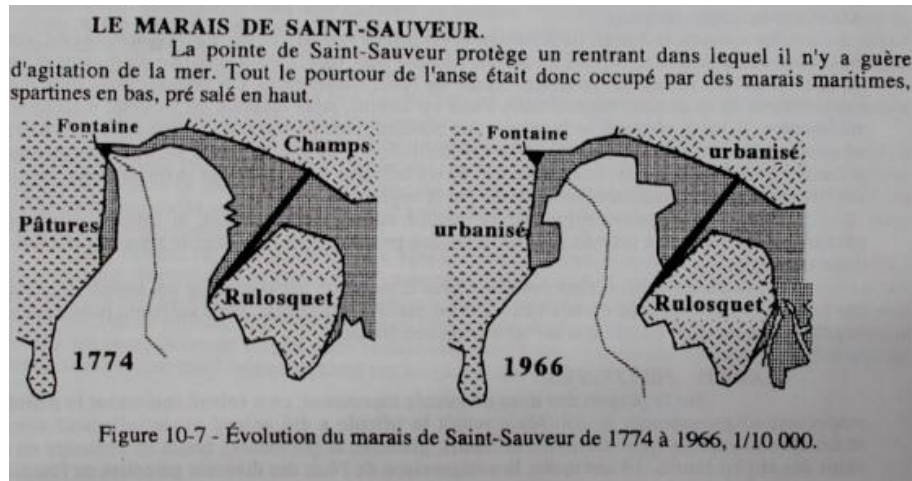 LE MARAIS DE SAINT-SAUVEUR.
La pointe de Saint-Sauveur protège un rentrant dans lequel il n'y a guère
d'agitation de la mer. Tout le pourtour de l'anse était donc occupé par des marais maritimes,
spartines en bas, pré salé en haut.
Fontaine
Champs
Pâtures
Rulosquet
1774
Fontaine
urbanisé
urbanisé
Rulosquet
1966
Figure 10-7 - Évolution du marais de Saint-Sauveur de 1774 à 1966, 1/10 000.